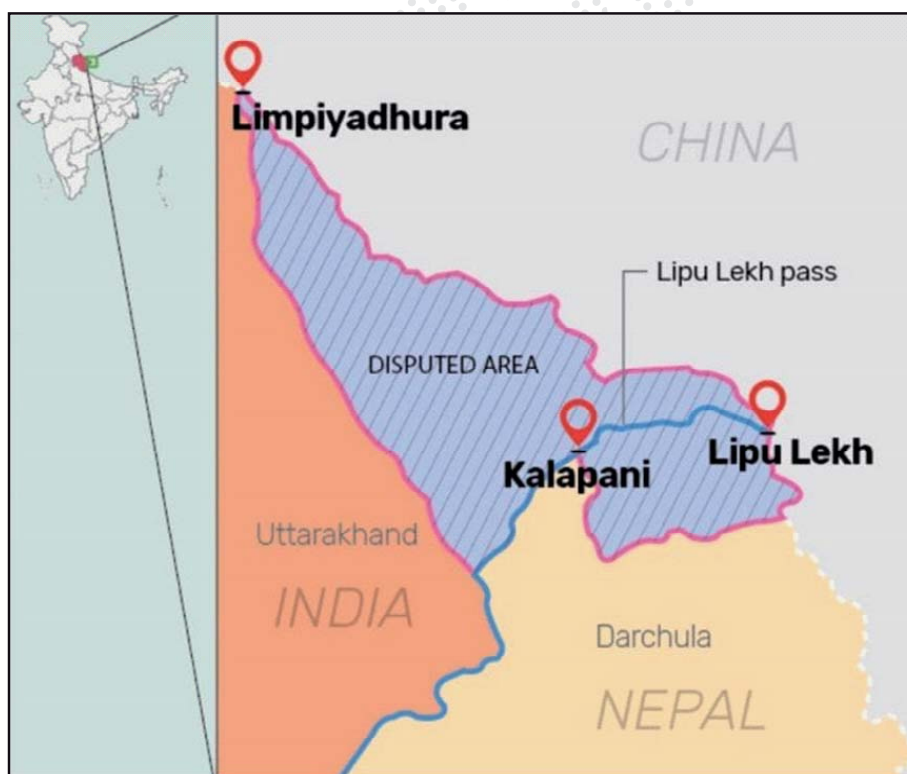 Limpiyadhura
CHINA
Lipu Lekh pass
DISPUTED AREA
Kalapani
Lipu Lekh
Uttarakhand
INDIA
Darchula
NEPAL